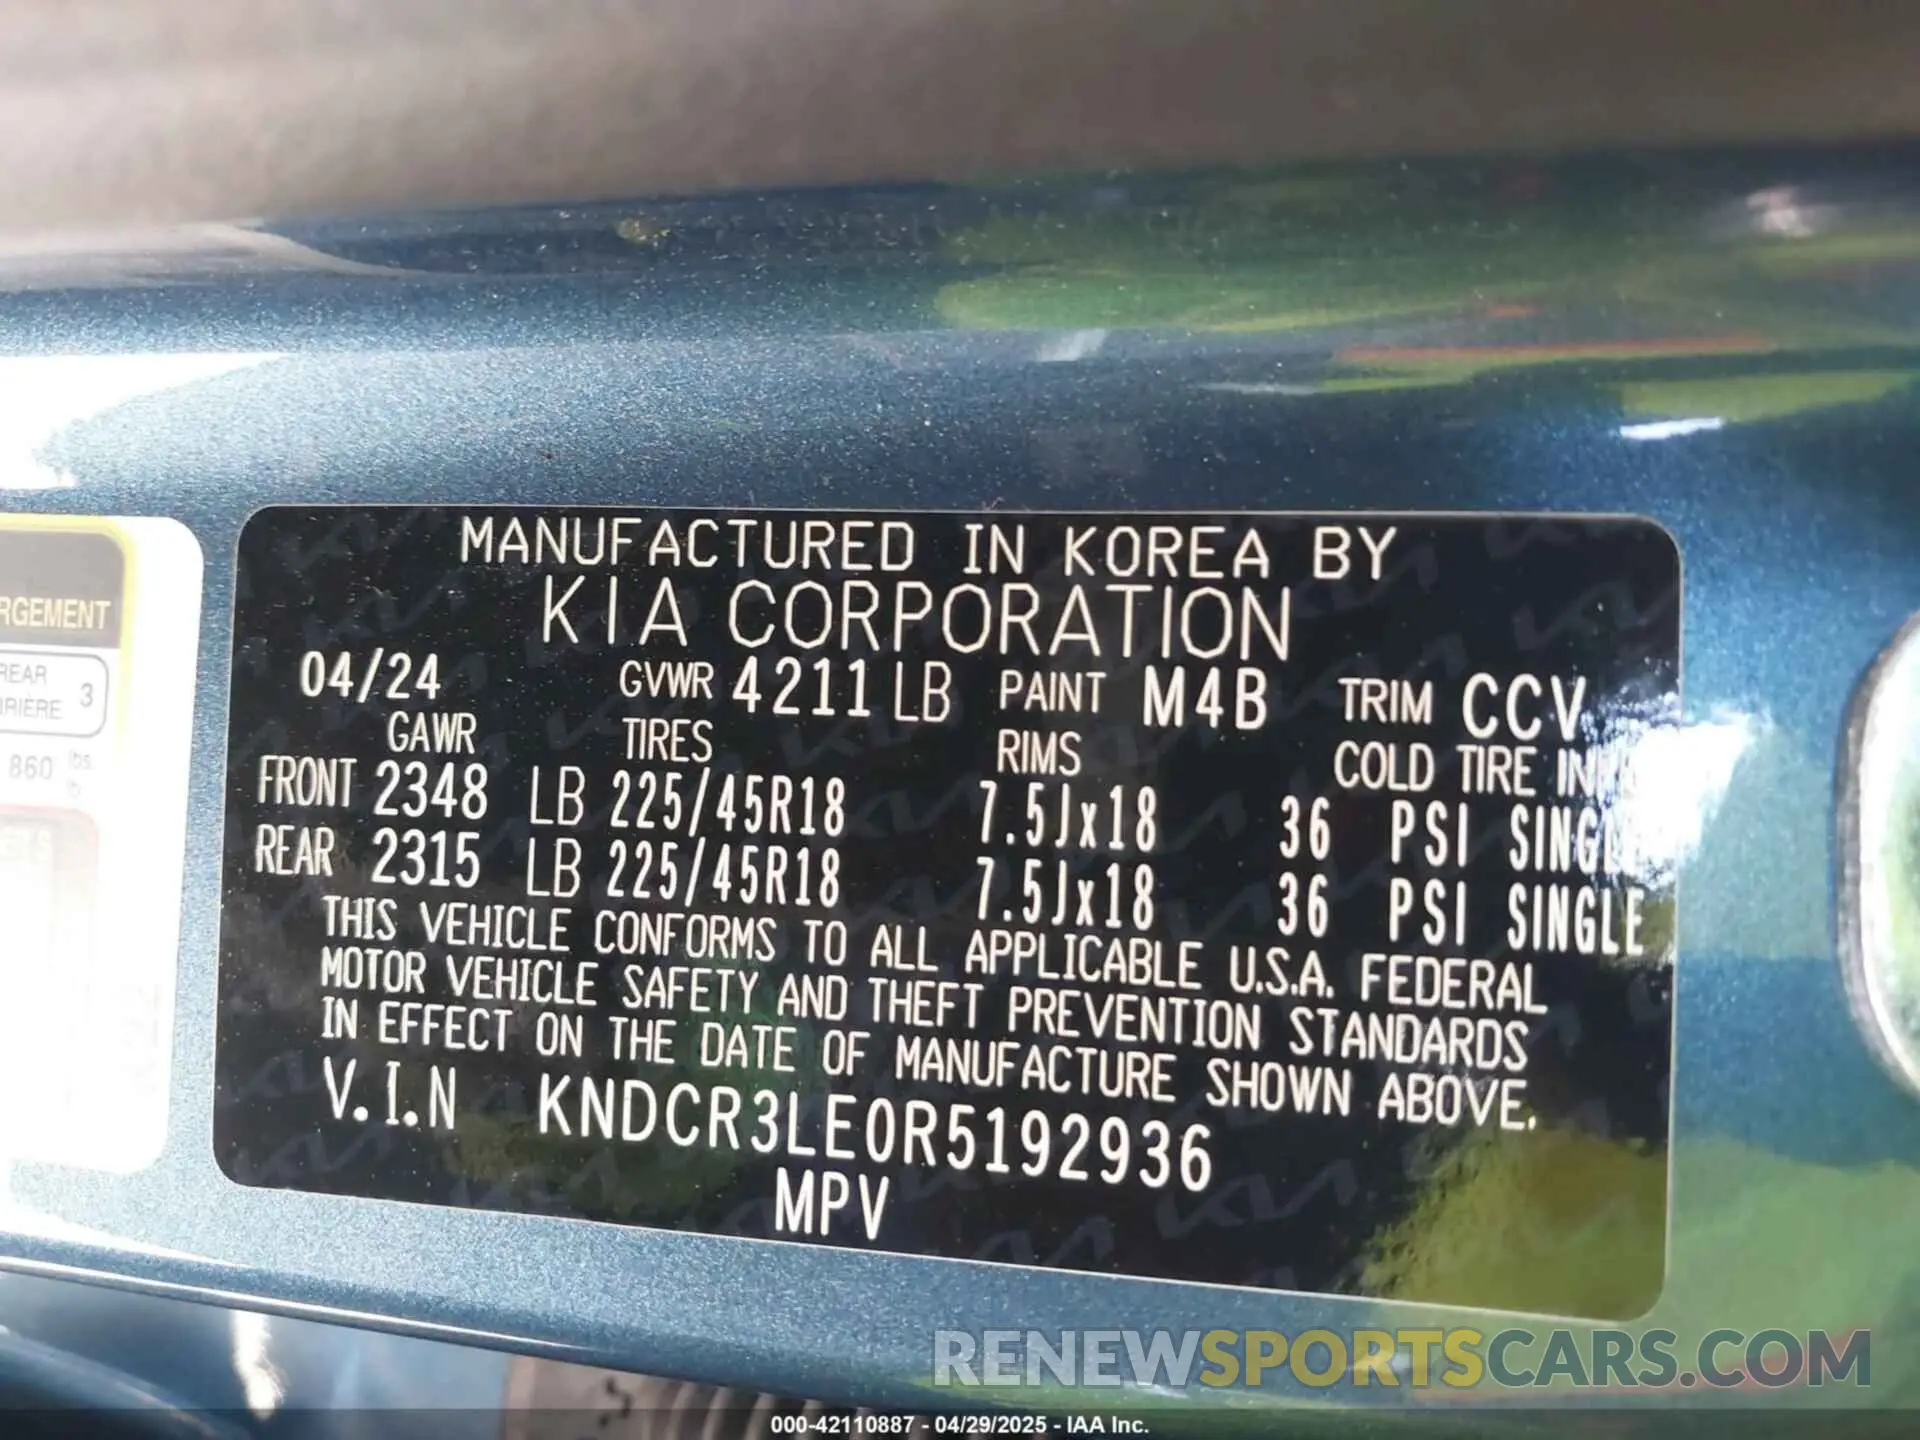 MANUFACTURED IN KOREA BY
KIA CORPORATION
04/24 GVWR 4211 LB PAINT M4B TRIM CCV
GAWR TIRES RIMS COLD TIRE
FRONT 2348 LB 225/45R18 7.5Jx18 36 PSI SINGLE
REAR 2315 LB 225/45R18 7.5Jx18 36 PSI SINGLE
THIS VEHICLE CONFORMS TO ALL APPLICABLE U.S.A. FEDERAL
MOTOR VEHICLE SAFETY AND THEFT PREVENTION STANDARDS
IN EFFECT ON THE DATE OF MANUFACTURE SHOWN ABOVE.
V.I.N KNDCR3LE0R5192936
MPV
RGEMENT
REAR
RIÈRE 3
860 lbs.
lb
RENEWSPORTSCARS.COM
000-42110887 - 04/29/2025 - IAA Inc.